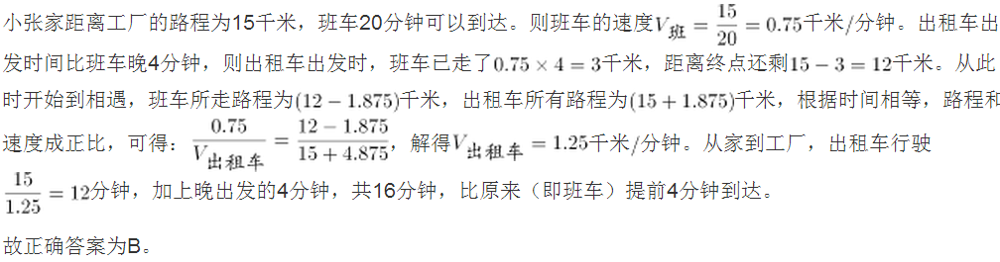 小张家距离工厂的路程为15千米，班车20分钟可以到达。则班车的速度$V_{班}=\frac{15}{20}=0.75$千米/分钟。出租车出
发时间比班车晚4分钟，则出租车出发时，班车已走了$0.75\times4=3$千米，距离终点还剩$15-3=12$千米。从此
时开始到相遇，班车所走路程为$(12-1.875)$千米，出租车所有路程为$(15+1.875)$千米，根据时间相等，路程和
速度成正比，可得：$\frac{0.75}{V_{出租车}}=\frac{12-1.875}{15+4.875}$，解得$V_{出租车}=1.25$千米/分钟。从家到工厂，出租车行驶
$\frac{15}{1.25}=12$分钟，加上晚出发的4分钟，共16分钟，比原来（即班车）提前4分钟到达。
故正确答案为B。